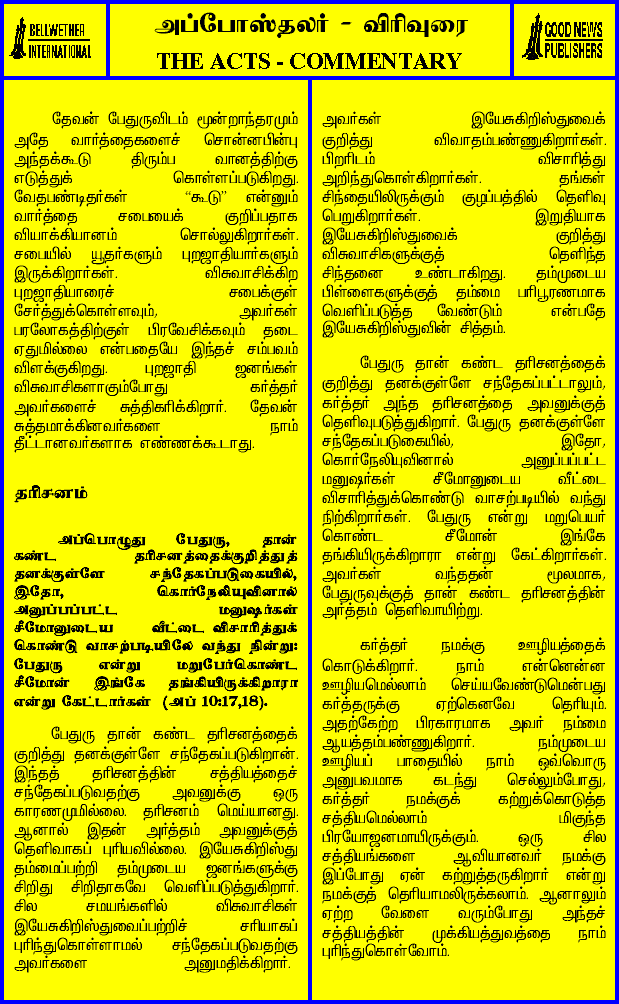 BELLWETHER
INTERNATIONAL
அப்போஸ்தலர் - விரிவுரை
THE ACTS - COMMENTARY
GOOD NEWS
PUBLISHERS
தேவன் பேதுருவிடம் மூன்றாந்தரமும்
அதே வார்த்தைகளைச் சொன்னபின்பு
அந்தக்கூடு திரும்ப வானத்திற்கு
எடுத்துக் கொள்ளப்படுகிறது.
வேதபண்டிதர்கள் “கூடு” என்னும்
வார்த்தை சபையைக் குறிப்பதாக
வியாக்கியானம் சொல்லுகிறார்கள்.
சபையில் யூதர்களும் புறஜாதியார்களும்
இருக்கிறார்கள். விசுவாசிக்கிற
புறஜாதியாரைச் சபைக்குள்
சேர்த்துக்கொள்ளவும், அவர்கள்
பரலோகத்திற்குள் பிரவேசிக்கவும் தடை
ஏதுமில்லை என்பதையே இந்தச் சம்பவம்
விளக்குகிறது. புறஜாதி ஜனங்கள்
விசுவாசிகளாகும்போது கர்த்தர்
அவர்களைச் சுத்திகரிக்கிறார். தேவன்
சுத்தமாக்கினவர்களை நாம்
தீட்டானவர்களாக எண்ணக்கூடாது.
தரிசனம்
அப்பொழுது பேதுரு, தான்
கண்ட தரிசனத்தைக்குறித்துத்
தனக்குள்ளே சந்தேகப்படுகையில்,
இதோ, கொர்நேலியுவினால்
அனுப்பப்பட்ட மனுஷர்கள்
சீமோனுடைய வீட்டை விசாரித்துக்
கொண்டு வாசற்படியிலே வந்து நின்று:
பேதுரு என்று மறுபேர்கொண்ட
சீமோன் இங்கே தங்கியிருக்கிறாரா
என்று கேட்டார்கள் (அப் 10:17,18).
பேதுரு தான் கண்ட தரிசனத்தைக்
குறித்து தனக்குள்ளே சந்தேகப்படுகிறான்.
இந்தத் தரிசனத்தின் சத்தியத்தைச்
சந்தேகப்படுவதற்கு அவனுக்கு ஒரு
காரணமுமில்லை. தரிசனம் மெய்யானது.
ஆனால் இதன் அர்த்தம் அவனுக்குத்
தெளிவாகப் புரியவில்லை. இயேசுகிறிஸ்து
தம்மைப்பற்றி தம்முடைய ஜனங்களுக்கு
சிறிது சிறிதாகவே வெளிப்படுத்துகிறார்.
சில சமயங்களில் விசுவாசிகள்
இயேசுகிறிஸ்துவைப்பற்றிச் சரியாகப்
புரிந்துகொள்ளாமல் சந்தேகப்படுவதற்கு
அவர்களை அனுமதிக்கிறார்.
அவர்கள் இயேசுகிறிஸ்துவைக்
குறித்து விவாதம்பண்ணுகிறார்கள்.
பிறரிடம் விசாரித்து
அறிந்துகொள்கிறார்கள். தங்கள்
சிந்தையிலிருக்கும் குழப்பத்தில் தெளிவு
பெறுகிறார்கள். இறுதியாக
இயேசுகிறிஸ்துவைக் குறித்து
விசுவாசிகளுக்குத் தெளிந்த
சிந்தனை உண்டாகிறது. தம்முடைய
பிள்ளைகளுக்குத் தம்மை பரிபூரணமாக
வெளிப்படுத்த வேண்டும் என்பதே
இயேசுகிறிஸ்துவின் சித்தம்.
பேதுரு தான் கண்ட தரிசனத்தைக்
குறித்து தனக்குள்ளே சந்தேகப்பட்டாலும்,
கர்த்தர் அந்த தரிசனத்தை அவனுக்குத்
தெளிவுபடுத்துகிறார். பேதுரு தனக்குள்ளே
சந்தேகப்படுகையில், இதோ,
கொர்நேலியுவினால் அனுப்பப்பட்ட
மனுஷர்கள் சீமோனுடைய வீட்டை
விசாரித்துக்கொண்டு வாசற்படியில் வந்து
நிற்கிறார்கள். பேதுரு என்று மறுபெயர்
கொண்ட சீமோன் இங்கே
தங்கியிருக்கிறாரா என்று கேட்கிறார்கள்.
அவர்கள் வந்ததன் மூலமாக,
பேதுருவுக்குத் தான் கண்ட தரிசனத்தின்
அர்த்தம் தெளிவாயிற்று.
கர்த்தர் நமக்கு ஊழியத்தைக்
கொடுக்கிறார். நாம் என்னென்ன
ஊழியமெல்லாம் செய்யவேண்டுமென்பது
கர்த்தருக்கு ஏற்கெனவே தெரியும்.
அதற்கேற்ற பிரகாரமாக அவர் நம்மை
ஆயத்தம்பண்ணுகிறார். நம்முடைய
ஊழியப் பாதையில் நாம் ஒவ்வொரு
அனுபவமாக கடந்து செல்லும்போது,
கர்த்தர் நமக்குக் கற்றுக்கொடுத்த
சத்தியமெல்லாம் மிகுந்த
பிரயோஜனமாயிருக்கும். ஒரு சில
சத்தியங்களை ஆவியானவர் நமக்கு
இப்போது ஏன் கற்றுத்தருகிறார் என்று
நமக்குத் தெரியாமலிருக்கலாம். ஆனாலும்
ஏற்ற வேளை வரும்போது அந்தச்
சத்தியத்தின் முக்கியத்துவத்தை நாம்
புரிந்துகொள்வோம்.